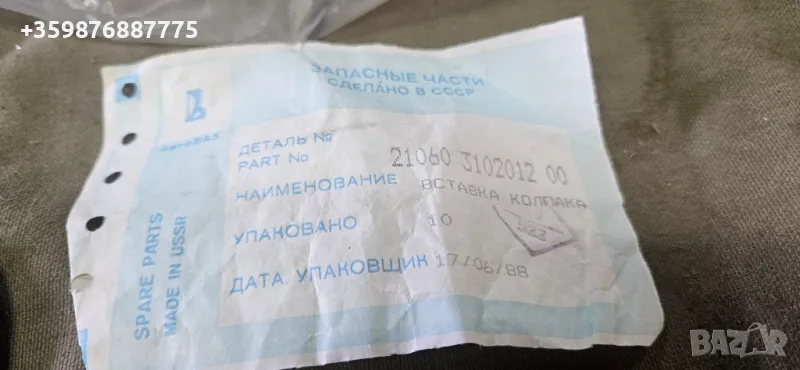 +359876887775
ЗАПАСНЫЕ ЧАСТИ
СДЕЛАНО В СССР
АвтоВАЗ
ДЕТАЛЬ №
PART No 21060 3102012 00
НАИМЕНОВАНИЕ ВСТАВКА КОЛПАКА
УПАКОВАНО 10
ДАТА. УПАКОВЩИК 17/06/88
SPARE PARTS
MADE IN USSR
BAZAR